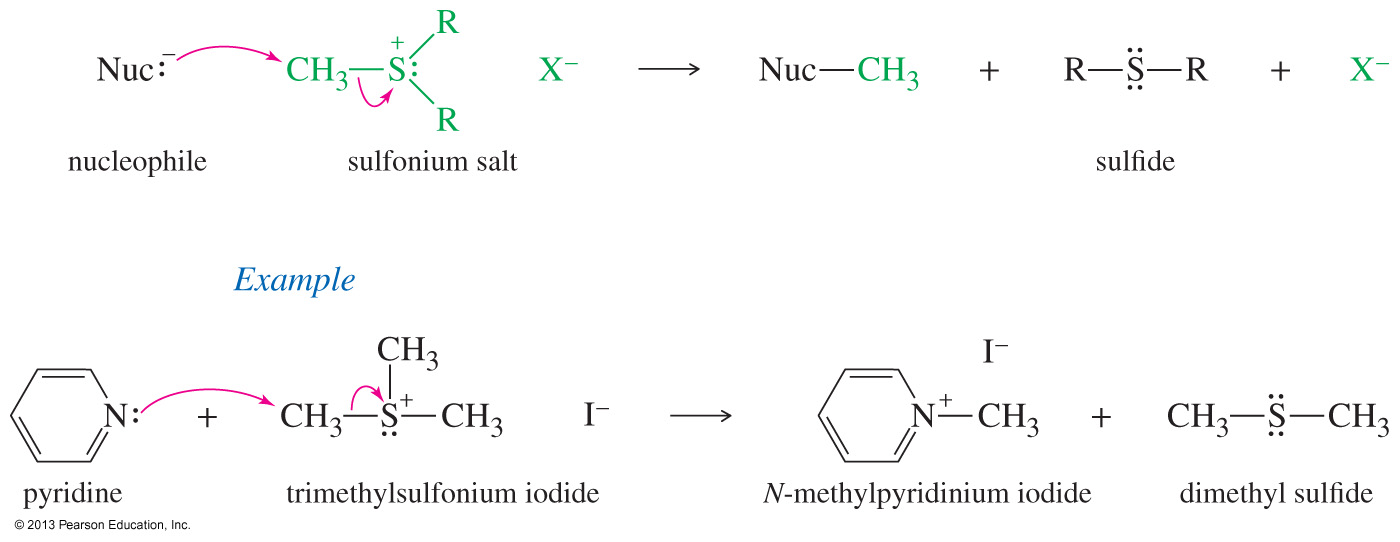 Nuc:⁻ CH₃—S⁺: R R X⁻ ⟶ Nuc—CH₃ + R—S̈—R + X⁻
nucleophile sulfonium salt sulfide
Example
N: + CH₃—S⁺—CH₃ CH₃ I⁻ ⟶ N⁺—CH₃ I⁻ + CH₃—S—CH₃
pyridine trimethylsulfonium iodide N-methylpyridinium iodide dimethyl sulfide
© 2013 Pearson Education, Inc.